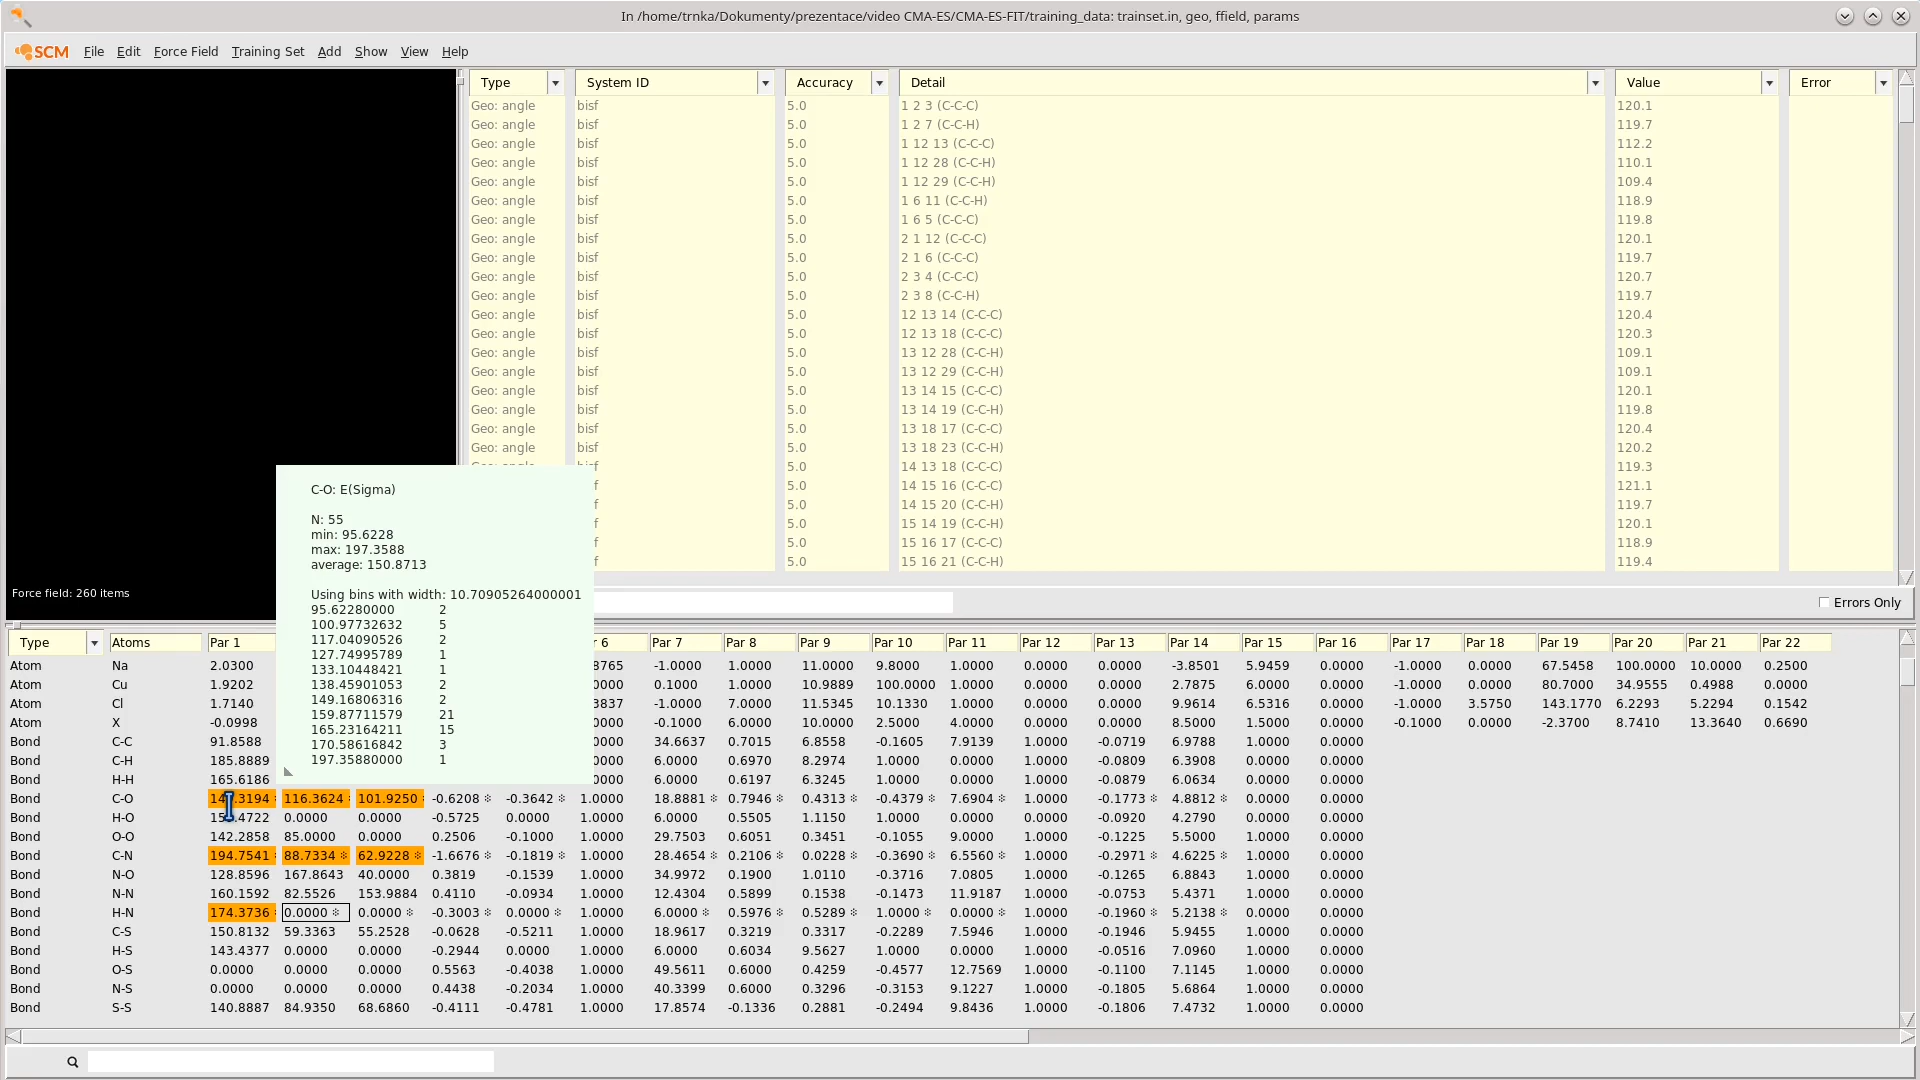 In /home/trnka/Dokumenty/prezentace/video CMA-ES/CMA-ES-FIT/training_data: trainset.in, geo, ffield, params
SCM File Edit Force Field Training Set Add Show View Help
Type System ID Accuracy Detail Value Error
Geo: angle bisf 5.0 1 2 3 (C-C-C) 120.1
Geo: angle bisf 5.0 1 2 7 (C-C-H) 119.7
Geo: angle bisf 5.0 1 12 13 (C-C-C) 112.2
Geo: angle bisf 5.0 1 12 28 (C-C-H) 110.1
Geo: angle bisf 5.0 1 12 29 (C-C-H) 109.4
Geo: angle bisf 5.0 1 6 11 (C-C-H) 118.9
Geo: angle bisf 5.0 1 6 5 (C-C-C) 119.8
Geo: angle bisf 5.0 2 1 12 (C-C-C) 120.1
Geo: angle bisf 5.0 2 1 6 (C-C-C) 119.7
Geo: angle bisf 5.0 2 3 4 (C-C-C) 120.7
Geo: angle bisf 5.0 2 3 8 (C-C-H) 119.7
Geo: angle bisf 5.0 12 13 14 (C-C-C) 120.4
Geo: angle bisf 5.0 12 13 18 (C-C-C) 120.3
Geo: angle bisf 5.0 13 12 28 (C-C-H) 109.1
Geo: angle bisf 5.0 13 12 29 (C-C-H) 109.1
Geo: angle bisf 5.0 13 14 15 (C-C-C) 120.1
Geo: angle bisf 5.0 13 14 19 (C-C-H) 119.8
Geo: angle bisf 5.0 13 18 17 (C-C-C) 120.4
Geo: angle bisf 5.0 13 18 23 (C-C-H) 120.2
5.0 14 13 18 (C-C-C) 119.3
5.0 14 15 16 (C-C-C) 121.1
5.0 14 15 20 (C-C-H) 119.7
5.0 15 14 19 (C-C-H) 120.1
5.0 15 16 17 (C-C-C) 118.9
5.0 15 16 21 (C-C-H) 119.4
C-O: E(Sigma)
N: 55
min: 95.6228
max: 197.3588
average: 150.8713
Using bins with width: 10.70905264000001
95.62280000 2
100.97732632 5
117.04090526 2
127.74995789 1
133.10448421 1
138.45901053 2
149.16806316 2
159.87711579 21
165.23164211 15
170.58616842 3
197.35880000 1
Force field: 260 items
Errors Only
Type Atoms Par 1 r 6 Par 7 Par 8 Par 9 Par 10 Par 11 Par 12 Par 13 Par 14 Par 15 Par 16 Par 17 Par 18 Par 19 Par 20 Par 21 Par 22
Atom Na 2.0300 8765 -1.0000 1.0000 11.0000 9.8000 1.0000 0.0000 0.0000 -3.8501 5.9459 0.0000 -1.0000 0.0000 67.5458 100.0000 10.0000 0.2500
Atom Cu 1.9202 0000 0.1000 1.0000 10.9889 100.0000 1.0000 0.0000 0.0000 2.7875 6.0000 0.0000 -1.0000 0.0000 80.7000 34.9555 0.4988 0.0000
Atom Cl 1.7140 3837 -1.0000 7.0000 11.5345 10.1330 1.0000 0.0000 0.0000 9.9614 6.5316 0.0000 -1.0000 3.5750 143.1770 6.2293 5.2294 0.1542
Atom X -0.0998 0000 -0.1000 6.0000 10.0000 2.5000 4.0000 0.0000 0.0000 8.5000 1.5000 0.0000 -0.1000 0.0000 -2.3700 8.7410 13.3640 0.6690
Bond C-C 91.8588 0000 34.6637 0.7015 6.8558 -0.1605 7.9139 1.0000 -0.0719 6.9788 1.0000 0.0000
Bond C-H 185.8889 0000 6.0000 0.6970 8.2974 1.0000 0.0000 1.0000 -0.0809 6.3908 1.0000 0.0000
Bond H-H 165.6186 0000 6.0000 0.6197 6.3245 1.0000 0.0000 1.0000 -0.0879 6.0634 1.0000 0.0000
Bond C-O 116.3624 101.9250 -0.6208 -0.3642 1.0000 18.8881 0.7946 0.4313 -0.4379 7.6904 1.0000 -0.1773 4.8812 1.0000 0.0000
Bond H-O 0.0000 0.0000 -0.5725 0.0000 1.0000 6.0000 0.5505 1.1150 1.0000 0.0000 1.0000 -0.0920 4.2790 1.0000 0.0000
Bond O-O 142.2858 85.0000 0.0000 0.2506 -0.1000 1.0000 29.7503 0.6051 0.3451 -0.1055 9.0000 1.0000 -0.1225 5.5000 1.0000 0.0000
Bond C-N 194.7541 88.7334 62.9228 -1.6676 -0.1819 1.0000 28.4654 0.2106 0.0228 -0.3690 6.5560 1.0000 -0.2971 4.6225 1.0000 0.0000
Bond N-O 128.8596 167.8643 40.0000 0.3819 -0.1539 1.0000 34.9972 0.1900 1.0110 -0.3716 7.0805 1.0000 -0.1265 6.8843 1.0000 0.0000
Bond N-N 160.1592 82.5526 153.9884 0.4110 -0.0934 1.0000 12.4304 0.5899 0.1538 -0.1473 11.9187 1.0000 -0.0753 5.4371 1.0000 0.0000
Bond H-N 174.3736 0.0000 0.0000 -0.3003 0.0000 1.0000 6.0000 0.5976 0.5289 1.0000 0.0000 1.0000 -0.1960 5.2138 1.0000 0.0000
Bond C-S 150.8132 59.3363 55.2528 -0.0628 -0.5211 1.0000 18.9617 0.3219 0.3317 -0.2289 7.5946 1.0000 -0.1946 5.9455 1.0000 0.0000
Bond H-S 143.4377 0.0000 0.0000 -0.2944 0.0000 1.0000 6.0000 0.6034 9.5627 1.0000 0.0000 1.0000 -0.0516 7.0960 1.0000 0.0000
Bond O-S 0.0000 0.0000 0.0000 0.5563 -0.4038 1.0000 49.5611 0.6000 0.4259 -0.4577 12.7569 1.0000 -0.1100 7.1145 1.0000 0.0000
Bond N-S 0.0000 0.0000 0.0000 0.4438 -0.2034 1.0000 40.3399 0.6000 0.3296 -0.3153 9.1227 1.0000 -0.1805 5.6864 1.0000 0.0000
Bond S-S 140.8887 84.9350 68.6860 -0.4111 -0.4781 1.0000 17.8574 -0.1336 0.2881 -0.2494 9.8436 1.0000 -0.1806 7.4732 1.0000 0.0000